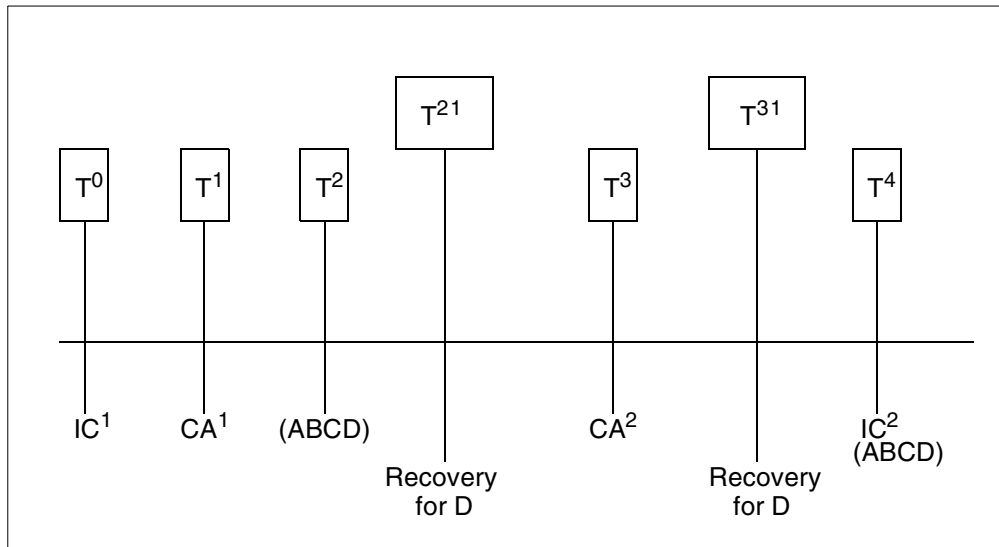 T²¹
T³¹
T⁰
T¹
T²
T³
T⁴
IC¹
CA¹
(ABCD)
CA²
IC²
(ABCD)
Recovery
for D
Recovery
for D